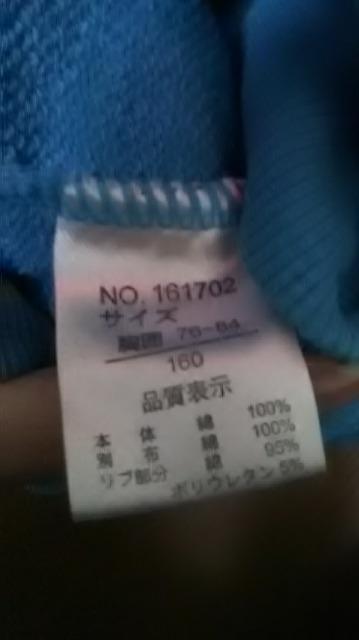 NO. 161702
サイズ
胸囲 76-84
160
品質表示
本体 綿 100%
別布 綿 100%
リブ部分 綿 95%
ポリウレタン 5%